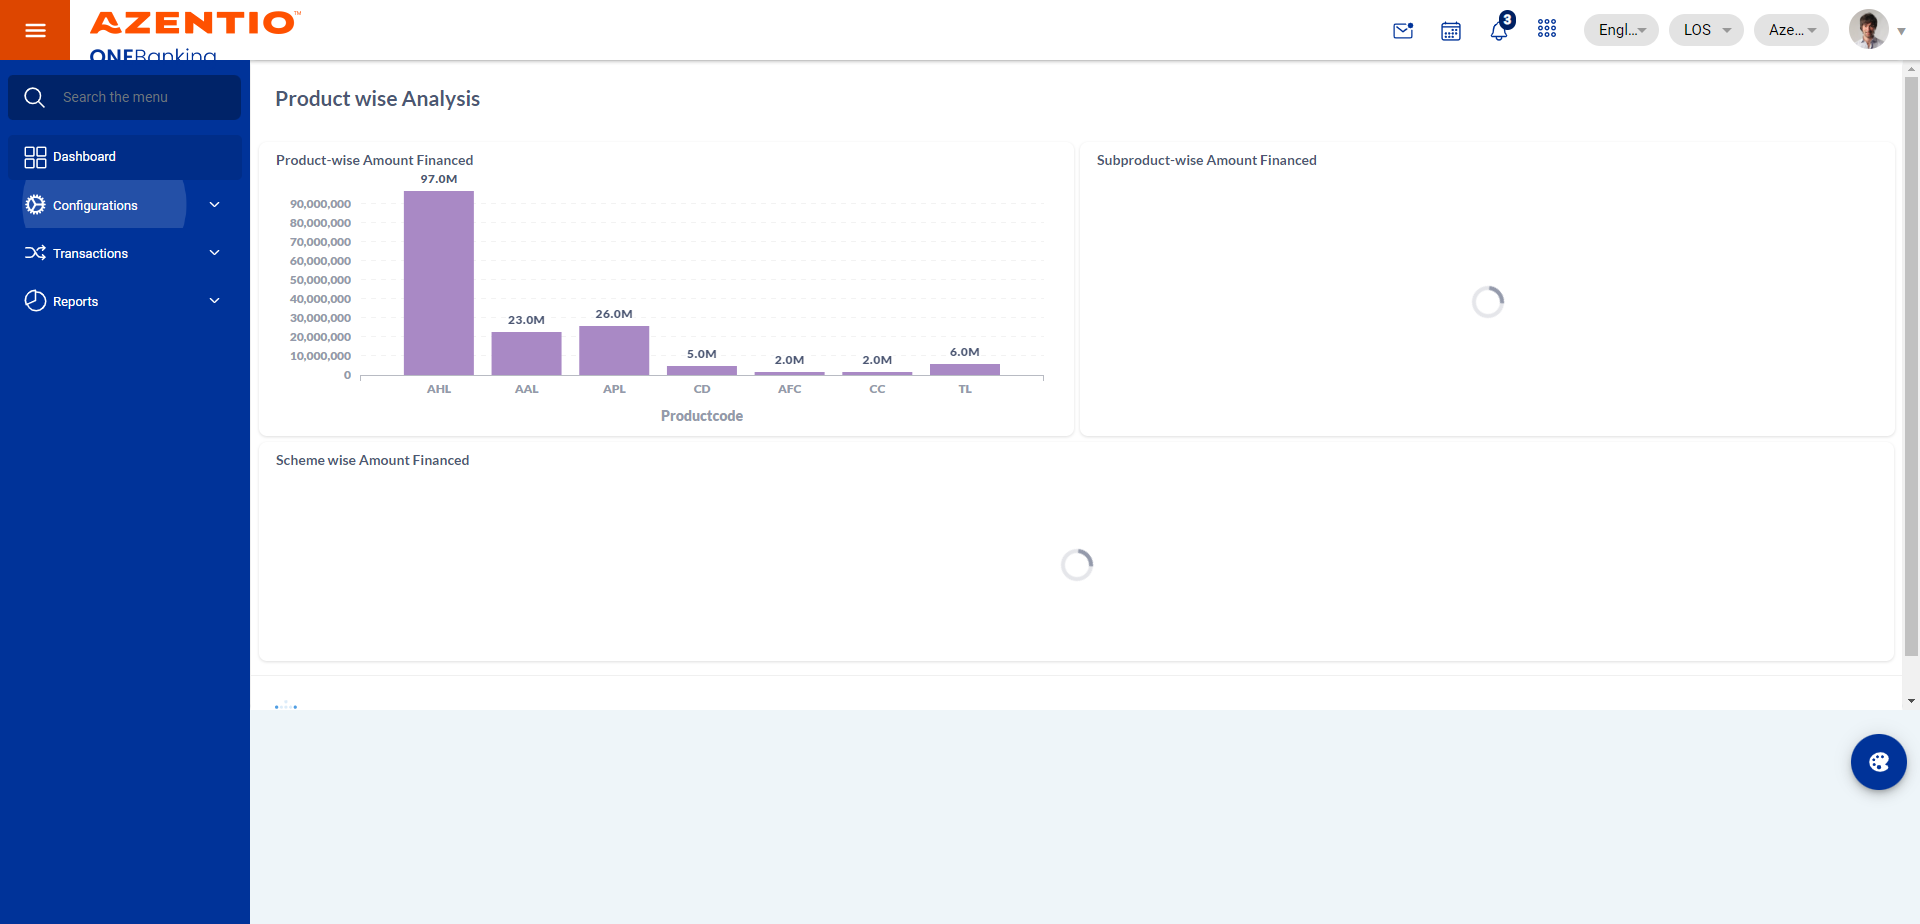 AZENTIO™
ONEBanking
3
Engl...
LOS
Aze...
Search the menu
Dashboard
Configurations
Transactions
Reports
Product wise Analysis
Product-wise Amount Financed
97.0M
90,000,000
80,000,000
70,000,000
60,000,000
50,000,000
40,000,000
30,000,000
20,000,000
10,000,000
0
23.0M
26.0M
5.0M
2.0M
2.0M
6.0M
AHL AAL APL CD AFC CC TL
Productcode
Subproduct-wise Amount Financed
Scheme wise Amount Financed